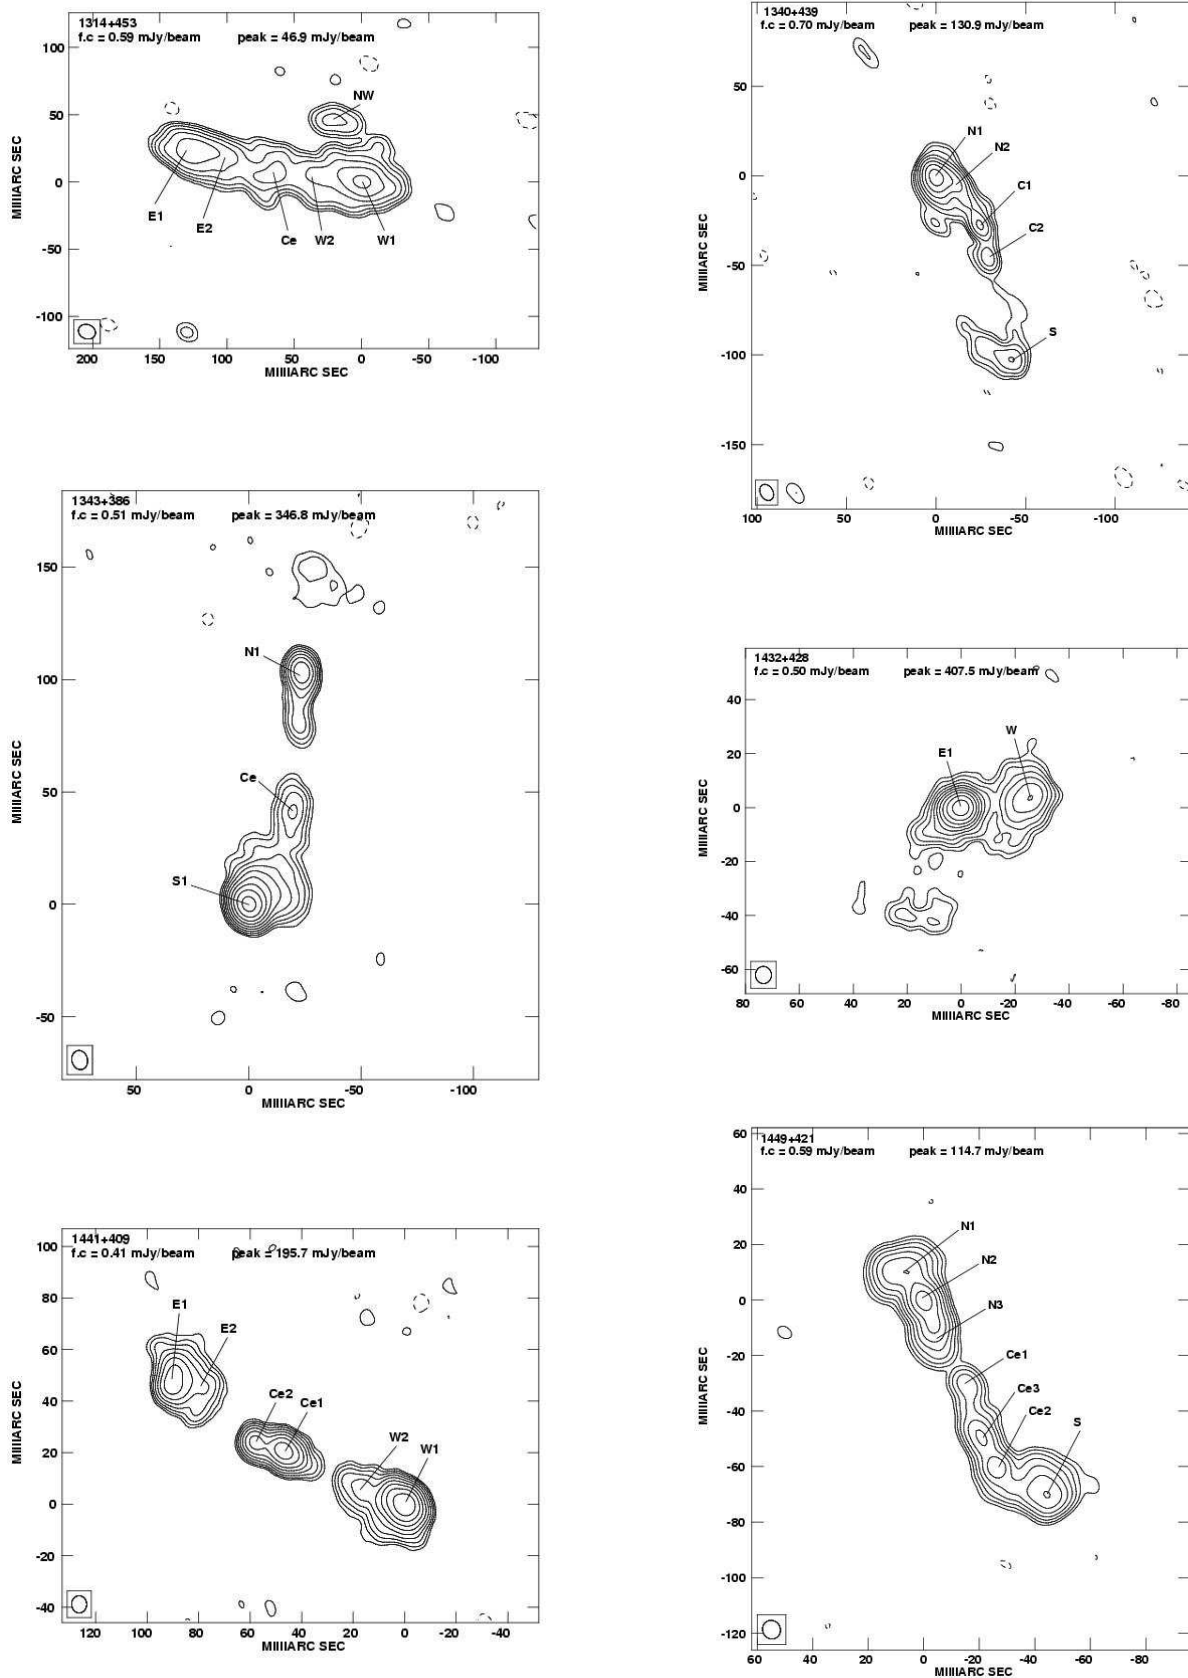 1314+453
f.c = 0.59 mJy/beam peak = 46.9 mJy/beam
100
50
0
-50
-100
MIllIARC SEC
NW
E1
E2
Ce
W2
W1
200 150 100 50 0 -50 -100
MIllIARC SEC
1340+439
f.c = 0.70 mJy/beam peak = 130.9 mJy/beam
50
0
-50
-100
-150
MIllIARC SEC
N1
N2
C1
C2
S
100 50 0 -50 -100
MIllIARC SEC
1343+386
f.c = 0.51 mJy/beam peak = 346.8 mJy/beam
150
100
50
0
-50
MIllIARC SEC
N1
Ce
S1
50 0 -50 -100
MIllIARC SEC
1432+428
f.c = 0.50 mJy/beam peak = 407.5 mJy/beam
40
20
0
-20
-40
-60
MIllIARC SEC
W
E1
80 60 40 20 0 -20 -40 -60 -80
MIllIARC SEC
1441+409
f.c = 0.41 mJy/beam peak = 195.7 mJy/beam
100
80
60
40
20
0
-20
-40
MIllIARC SEC
E1
E2
Ce2
Ce1
W2
W1
120 100 80 60 40 20 0 -20 -40
MIllIARC SEC
1449+421
f.c = 0.59 mJy/beam peak = 114.7 mJy/beam
60
40
20
0
-20
-40
-60
-80
-100
-120
MIllIARC SEC
N1
N2
N3
Ce1
Ce3
Ce2
S
60 40 20 0 -20 -40 -60 -80
MIllIARC SEC